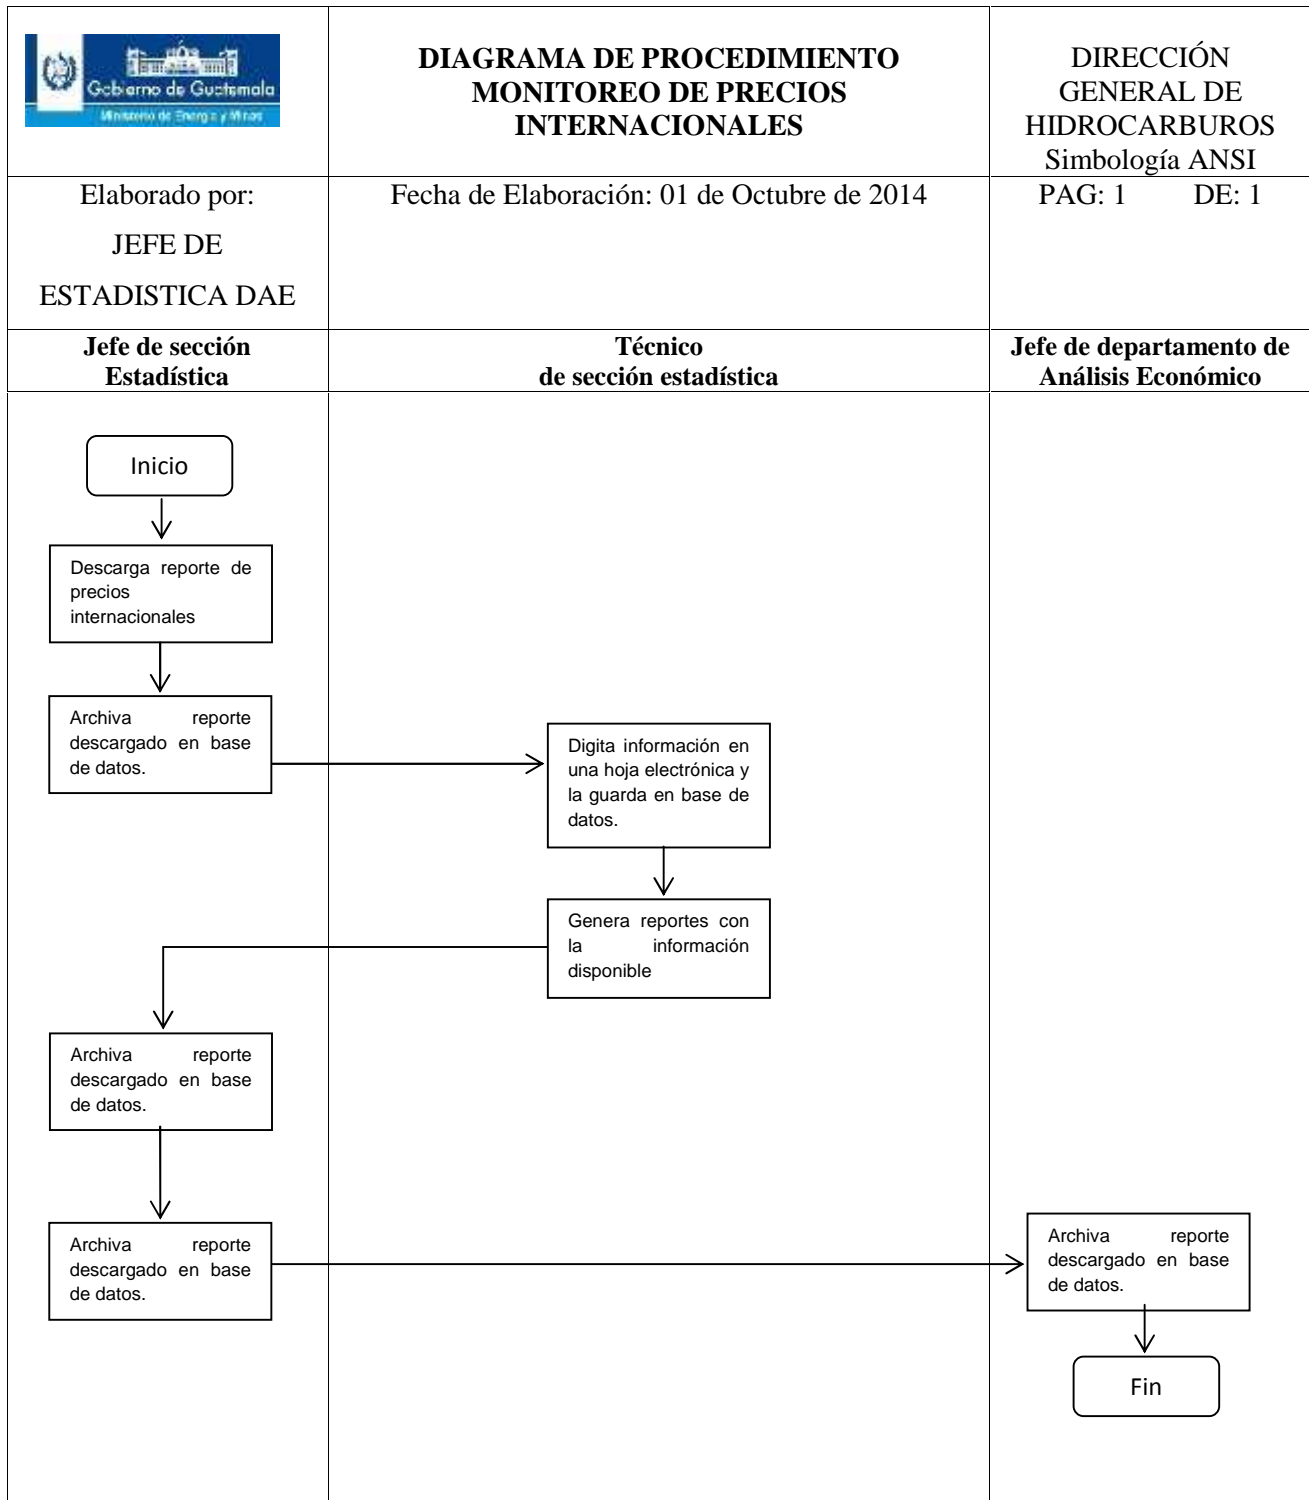 Gobierno de Guatemala
Ministerio de Energía y Minas
DIAGRAMA DE PROCEDIMIENTO
MONITOREO DE PRECIOS
INTERNACIONALES
DIRECCIÓN
GENERAL DE
HIDROCARBUROS
Simbología ANSI
Elaborado por:
JEFE DE
ESTADISTICA DAE
Fecha de Elaboración: 01 de Octubre de 2014
PAG: 1 DE: 1
Jefe de sección
Estadística
Técnico
de sección estadística
Jefe de departamento de
Análisis Económico
Inicio
Descarga reporte de
precios
internacionales
Archiva reporte
descargado en base
de datos.
Digita información en
una hoja electrónica y
la guarda en base de
datos.
Genera reportes con
la información
disponible
Archiva reporte
descargado en base
de datos.
Archiva reporte
descargado en base
de datos.
Archiva reporte
descargado en base
de datos.
Fin